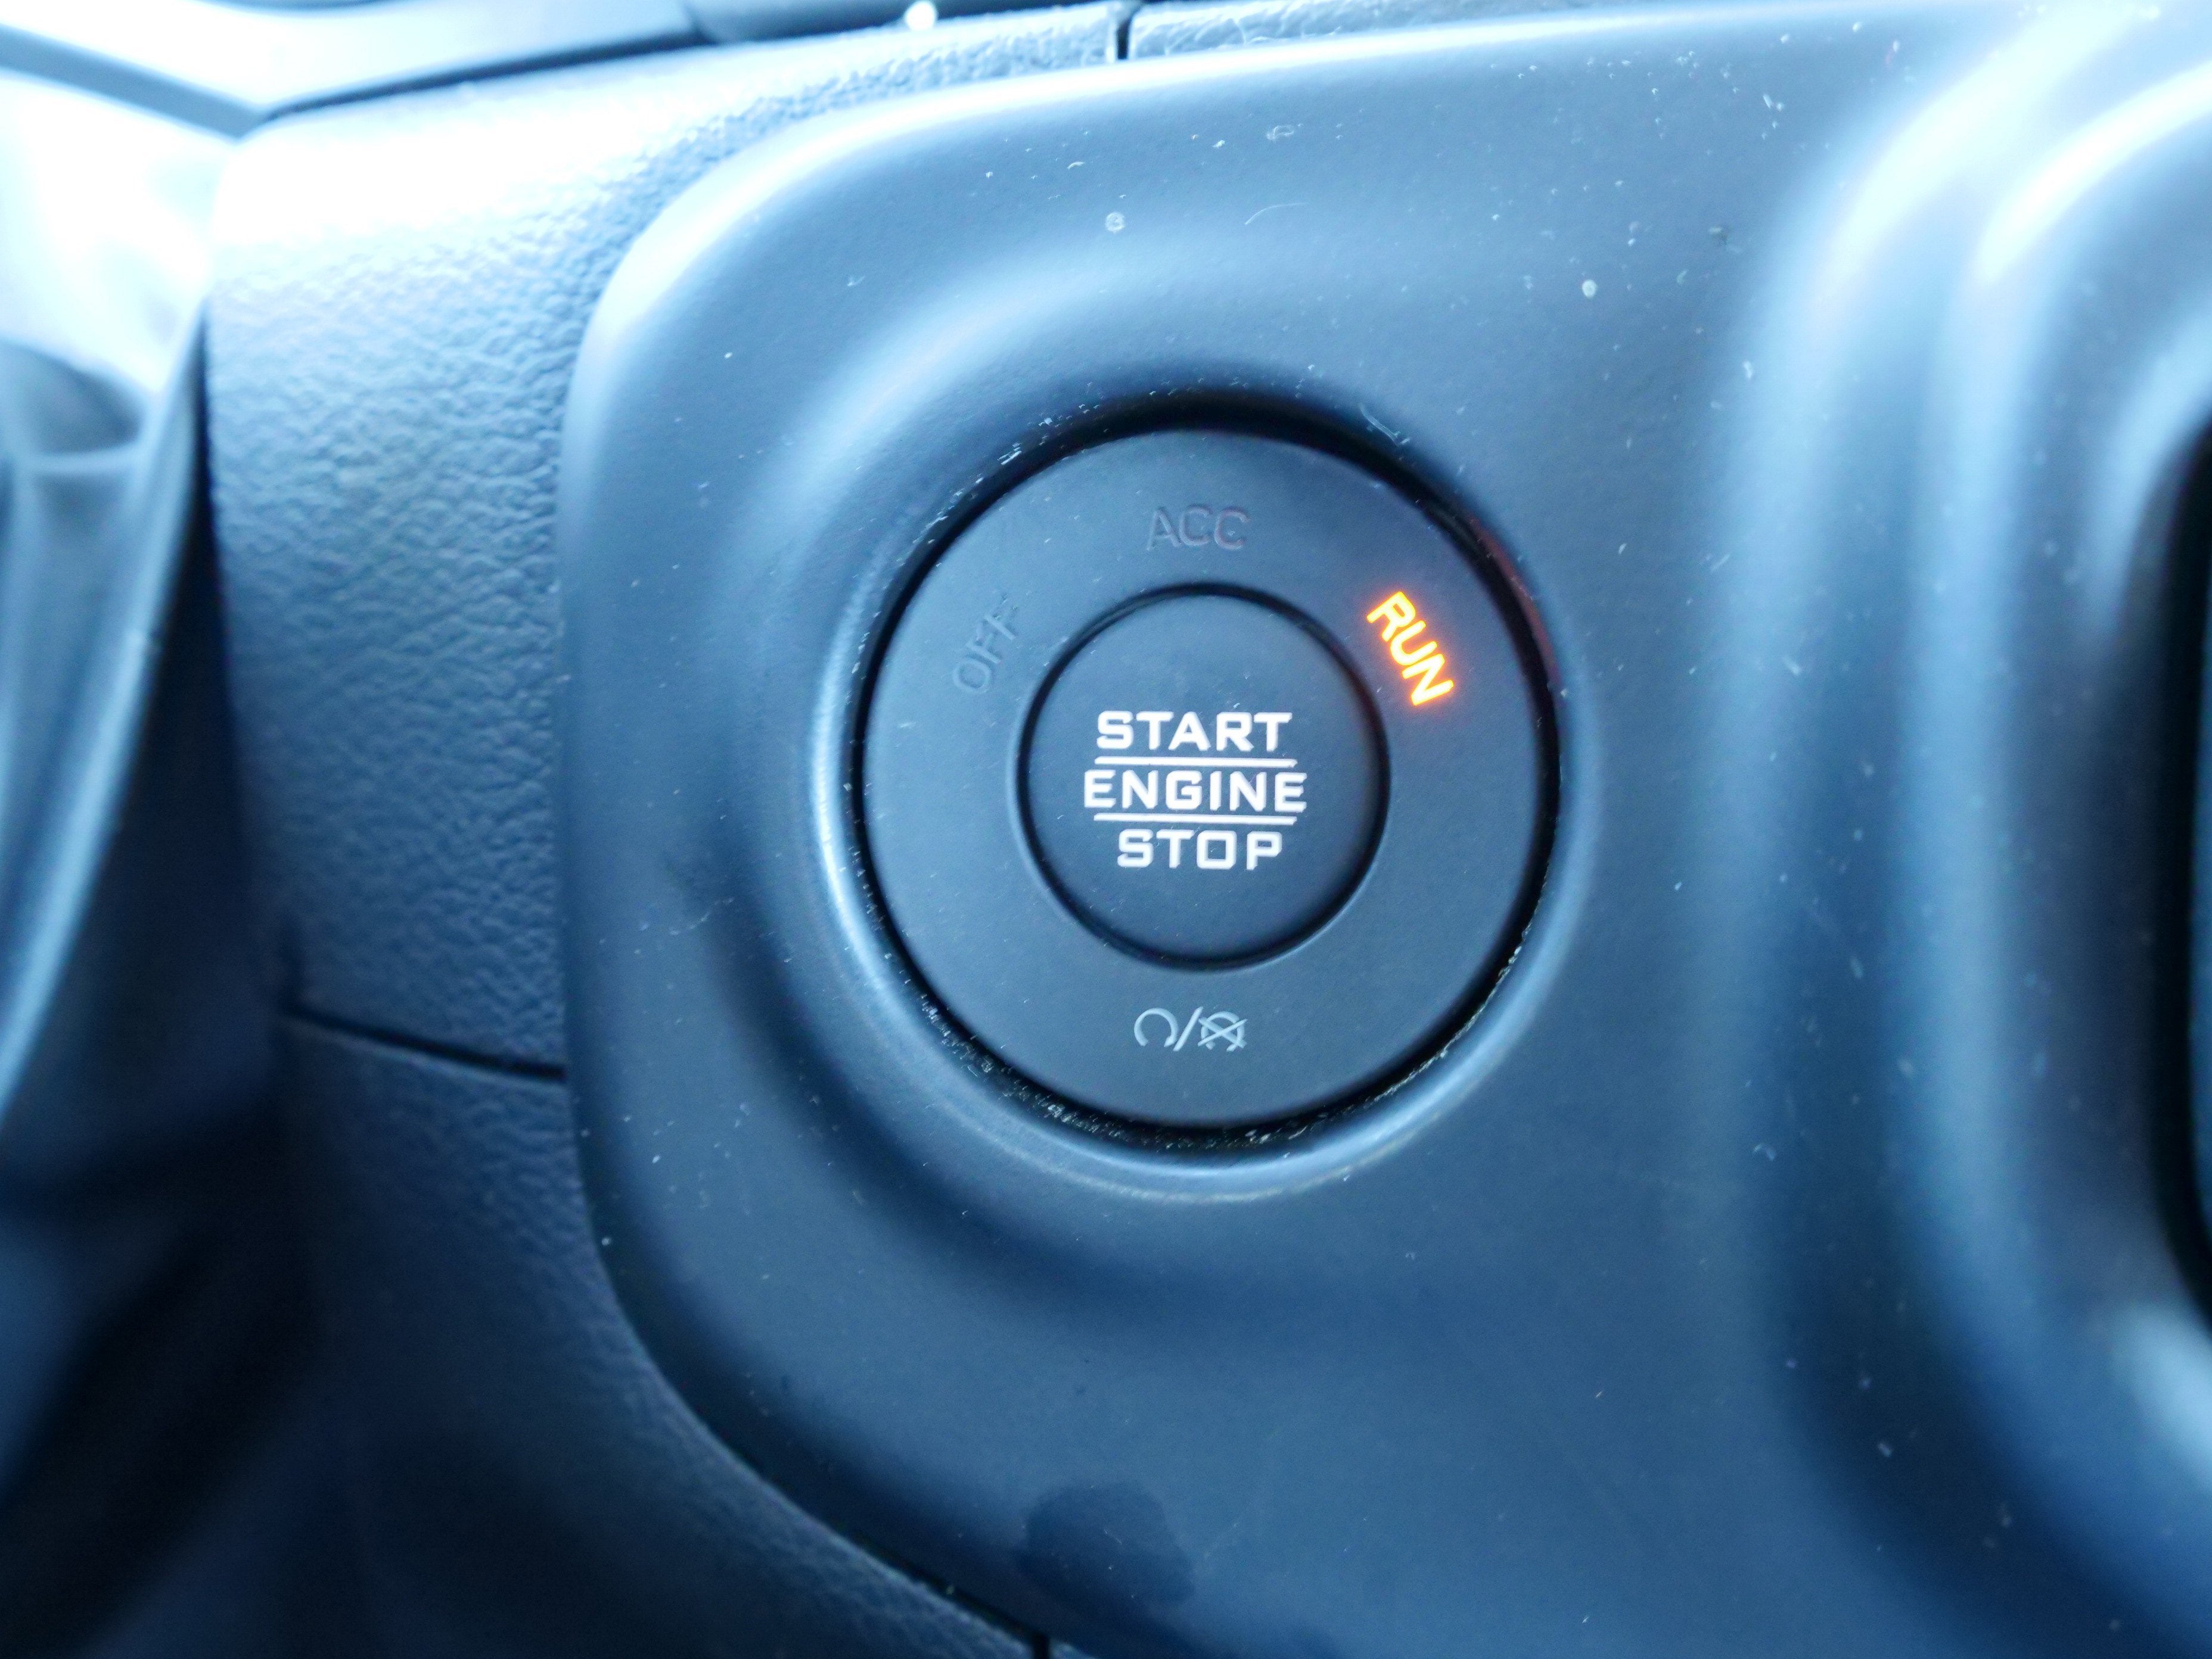 ACC
OFF
RUN
START
ENGINE
STOP